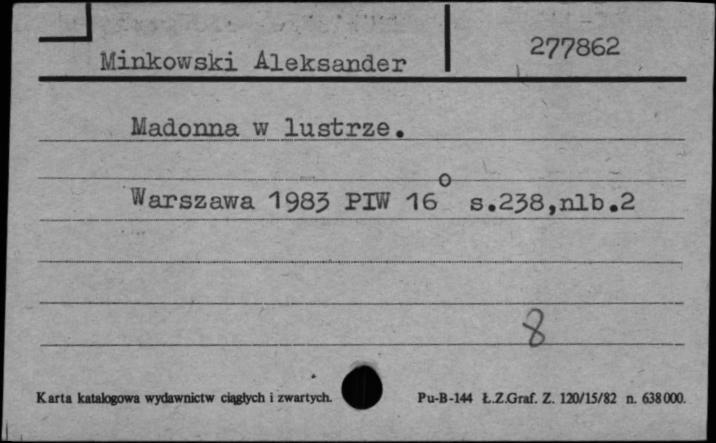 Minkowski Aleksander 277862
Madonna w lustrze.
Warszawa 1983 PIW 16° s.238,nlb.2
8
Karta katalogowa wydawnictw ciągłych i zwartych. Pu-B-144 Ł.Z.Graf. Z. 120/15/82 n. 638 000.